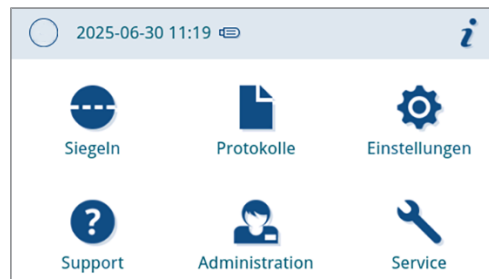 2025-06-30 11:19
Siegeln Protokolle Einstellungen
Support Administration Service